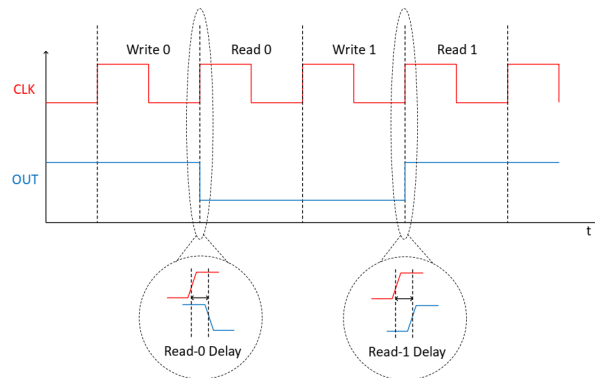 Write 0
Read 0
Write 1
Read 1
CLK
OUT
t
Read-0 Delay
Read-1 Delay